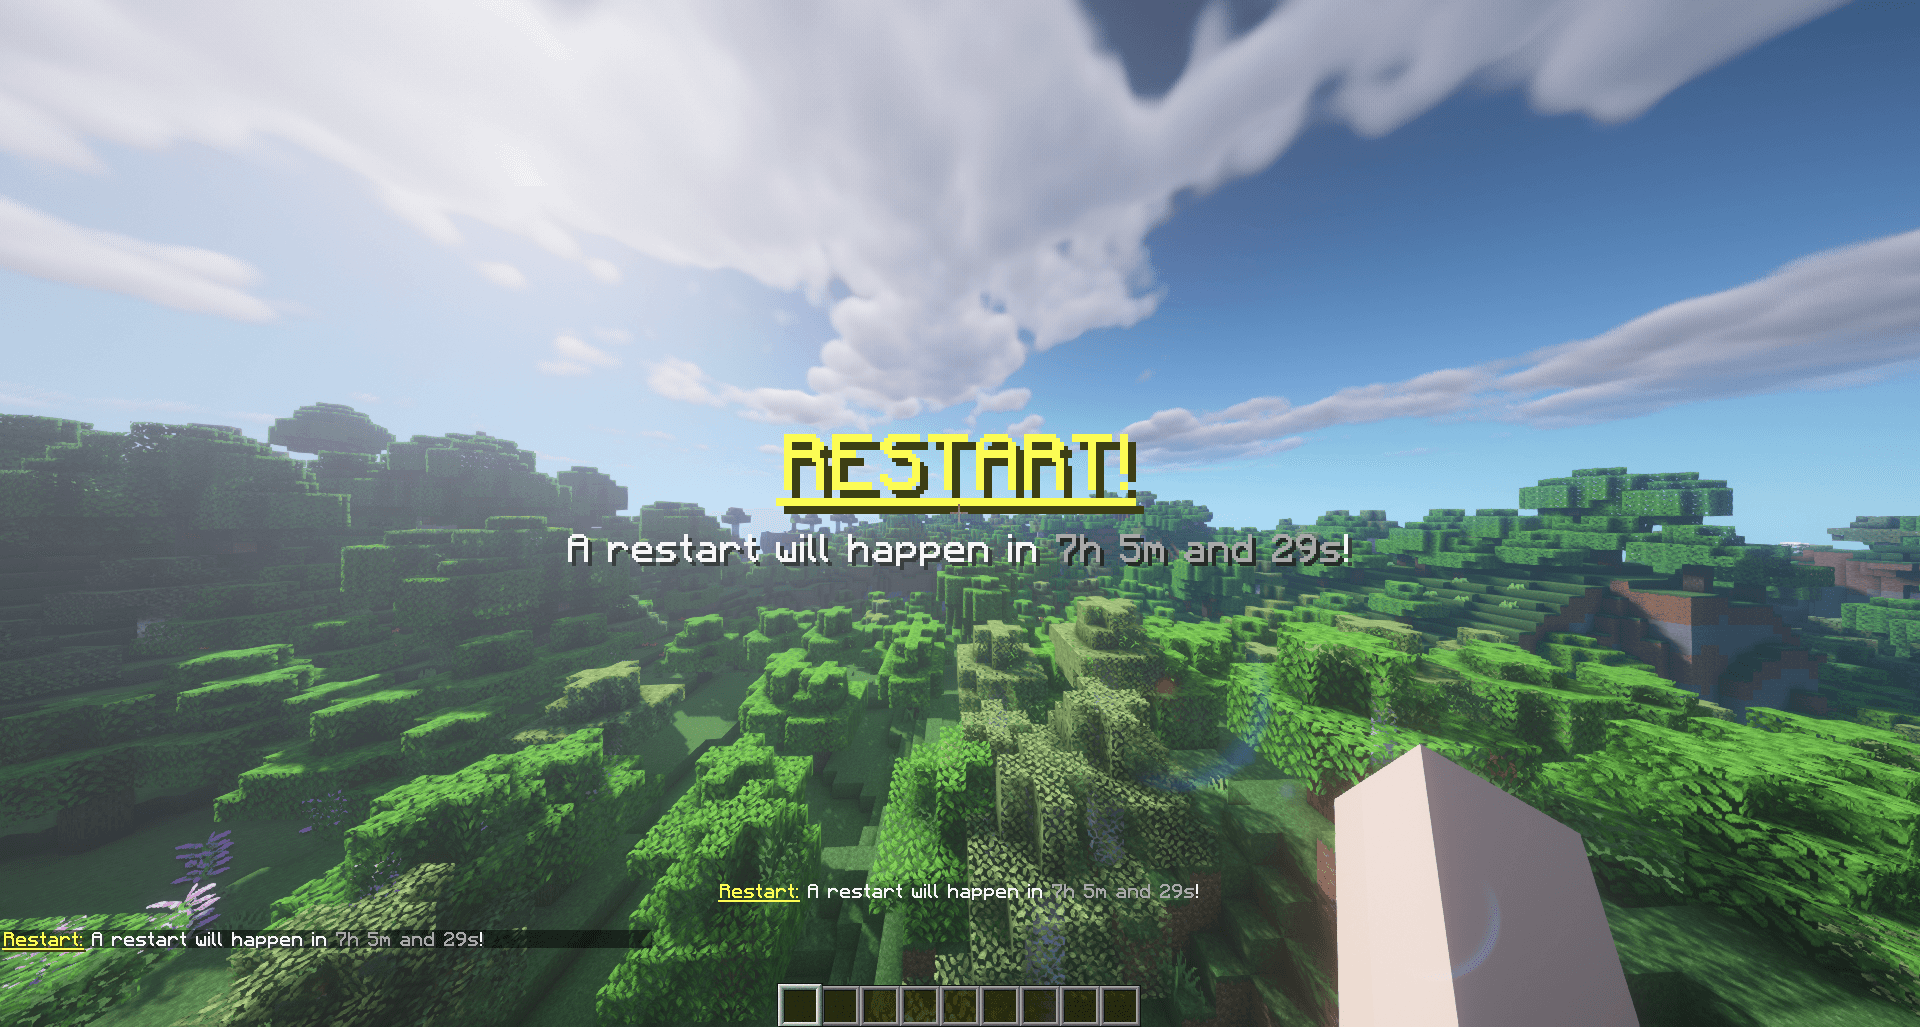 RESTART!
A restart will happen in 7h 5m and 29s!
Restart: A restart will happen in 7h 5m and 29s!
Restart: A restart will happen in 7h 5m and 29s!